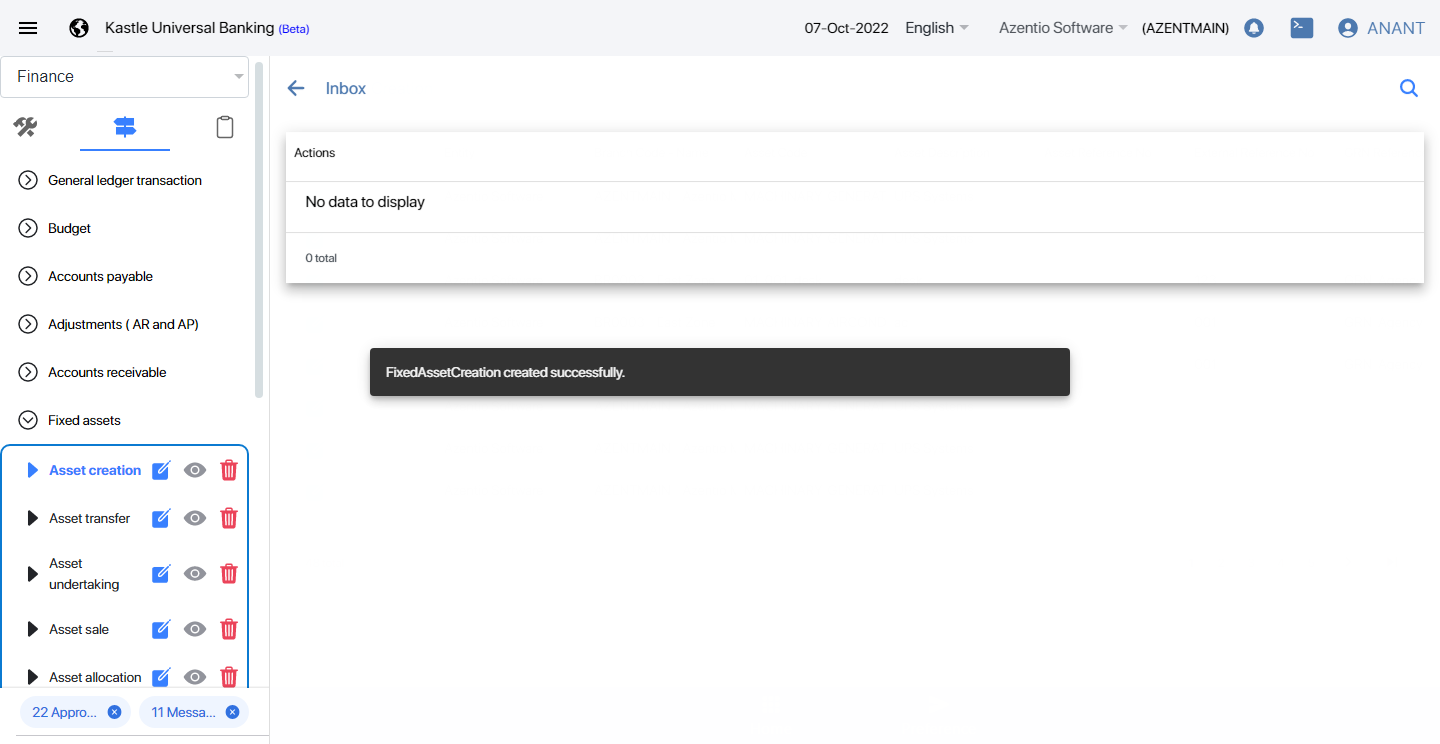 Kastle Universal Banking (Beta)
07-Oct-2022
English
Azentio Software
(AZENTMAIN)
ANANT
Finance
General ledger transaction
Budget
Accounts payable
Adjustments ( AR and AP)
Accounts receivable
Fixed assets
Asset creation
Asset transfer
Asset
undertaking
Asset sale
Asset allocation
22 Appro...
11 Messa...
Inbox
Actions
No data to display
0 total
FixedAssetCreation created successfully.